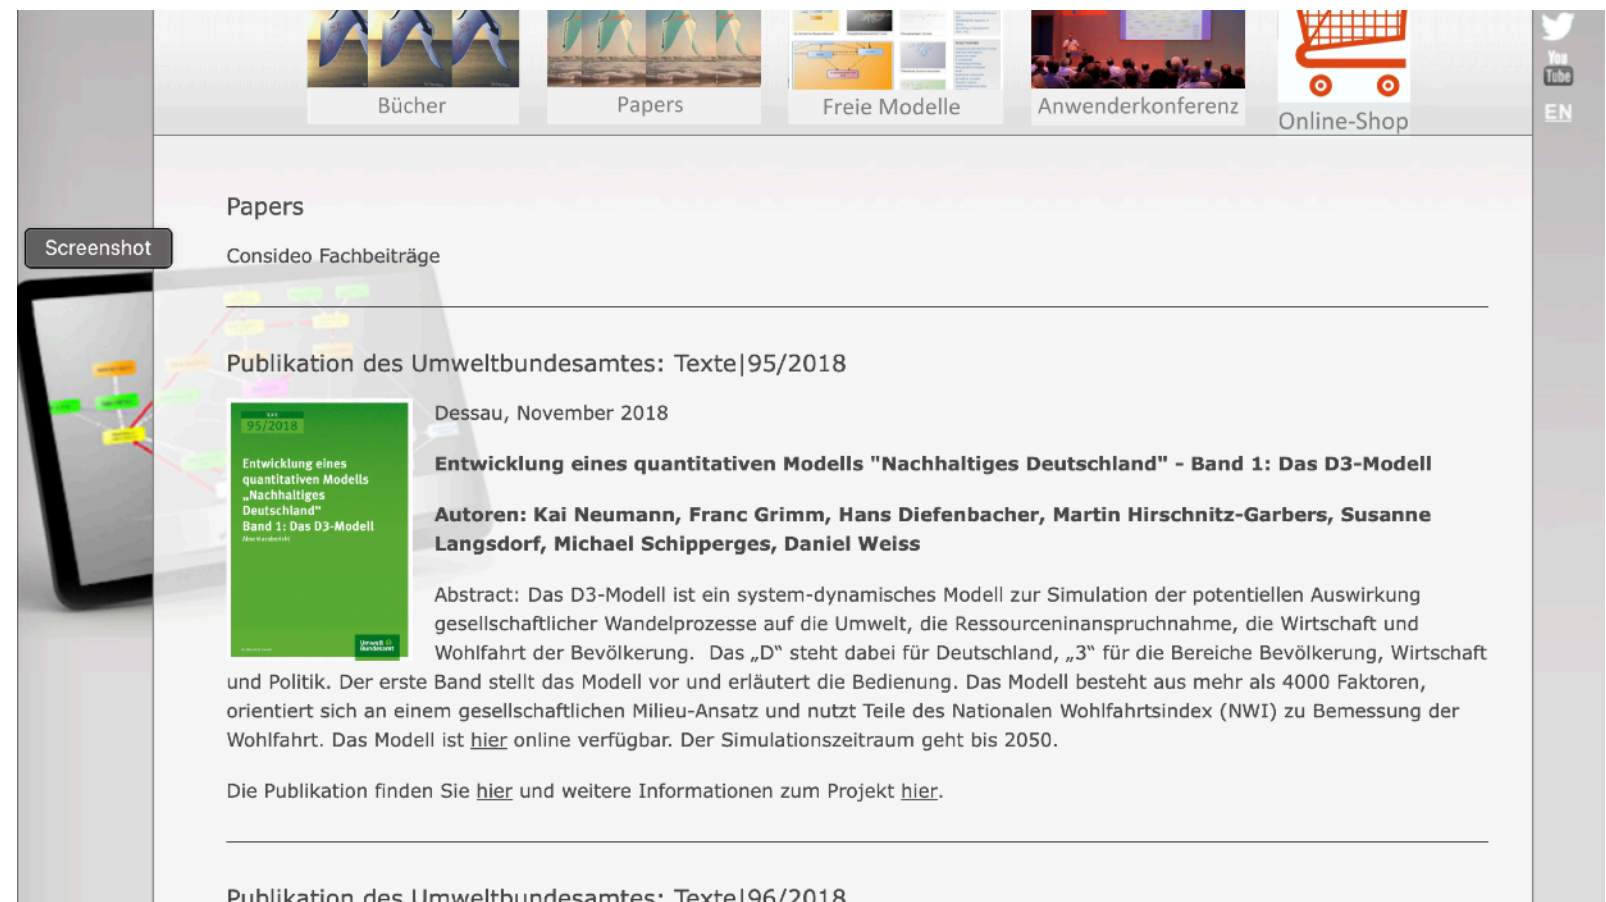 Bücher
Papers
Freie Modelle
Anwenderkonferenz
Online-Shop
You
Tube
EN
Papers
Screenshot
Consideo Fachbeiträge
Publikation des Umweltbundesamtes: Texte|95/2018
95/2018
Entwicklung eines
quantitativen Modells
„Nachhaltiges
Deutschland“
Band 1: Das D3-Modell
Abschlussbericht
Umwelt
Bundesamt
Dessau, November 2018
Entwicklung eines quantitativen Modells "Nachhaltiges Deutschland" - Band 1: Das D3-Modell
Autoren: Kai Neumann, Franc Grimm, Hans Diefenbacher, Martin Hirschnitz-Garbers, Susanne
Langsdorf, Michael Schipperges, Daniel Weiss
Abstract: Das D3-Modell ist ein system-dynamisches Modell zur Simulation der potentiellen Auswirkung
gesellschaftlicher Wandelprozesse auf die Umwelt, die Ressourceninanspruchnahme, die Wirtschaft und
Wohlfahrt der Bevölkerung.  Das „D“ steht dabei für Deutschland, „3“ für die Bereiche Bevölkerung, Wirtschaft
und Politik. Der erste Band stellt das Modell vor und erläutert die Bedienung. Das Modell besteht aus mehr als 4000 Faktoren,
orientiert sich an einem gesellschaftlichen Milieu-Ansatz und nutzt Teile des Nationalen Wohlfahrtsindex (NWI) zu Bemessung der
Wohlfahrt. Das Modell ist hier online verfügbar. Der Simulationszeitraum geht bis 2050.
Die Publikation finden Sie hier und weitere Informationen zum Projekt hier.
Publikation des Umweltbundesamtes: Texte|96/2018